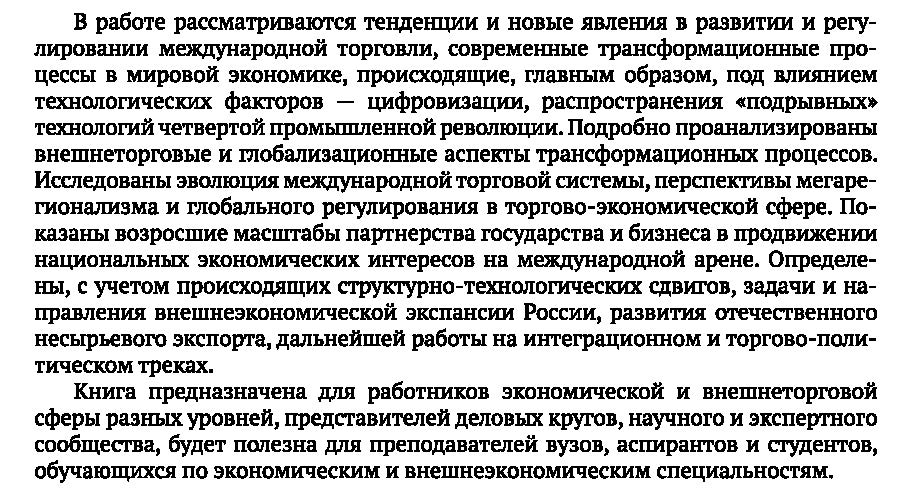 В работе рассматриваются тенденции и новые явления в развитии и регу-
лировании международной торговли, современные трансформационные про-
цессы в мировой экономике, происходящие, главным образом, под влиянием
технологических факторов — цифровизации, распространения «подрывных»
технологий четвертой промышленной революции. Подробно проанализированы
внешнеторговые и глобализационные аспекты трансформационных процессов.
Исследованы эволюция международной торговой системы, перспективы мегаре-
гионализма и глобального регулирования в торгово-экономической сфере. По-
казаны возросшие масштабы партнерства государства и бизнеса в продвижении
национальных экономических интересов на международной арене. Определе-
ны, с учетом происходящих структурно-технологических сдвигов, задачи и на-
правления внешнеэкономической экспансии России, развития отечественного
несырьевого экспорта, дальнейшей работы на интеграционном и торгово-поли-
тическом треках.
Книга предназначена для работников экономической и внешнеторговой
сферы разных уровней, представителей деловых кругов, научного и экспертного
сообщества, будет полезна для преподавателей вузов, аспирантов и студентов,
обучающихся по экономическим и внешнеэкономическим специальностям.